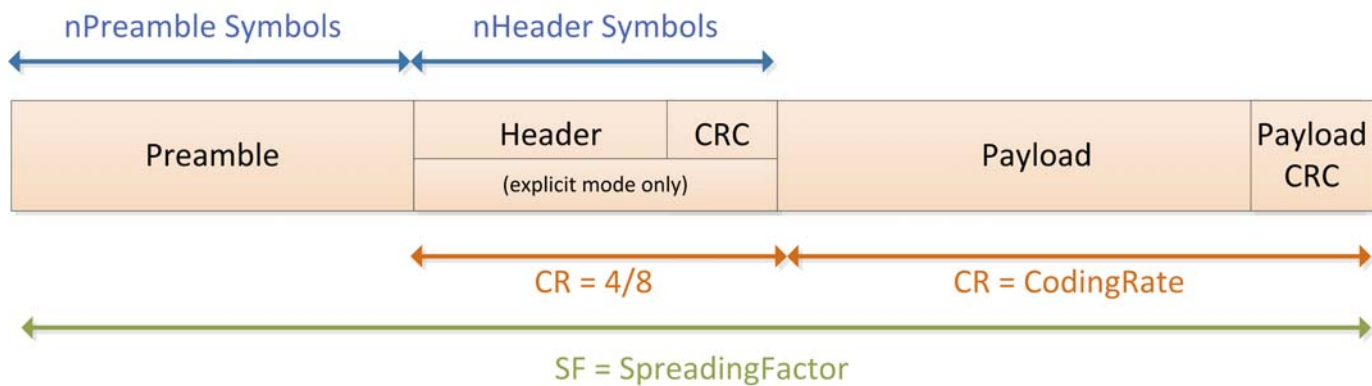 nPreamble Symbols
nHeader Symbols
Preamble
Header
CRC
(explicit mode only)
Payload
Payload
CRC
CR = 4/8
CR = CodingRate
SF = SpreadingFactor